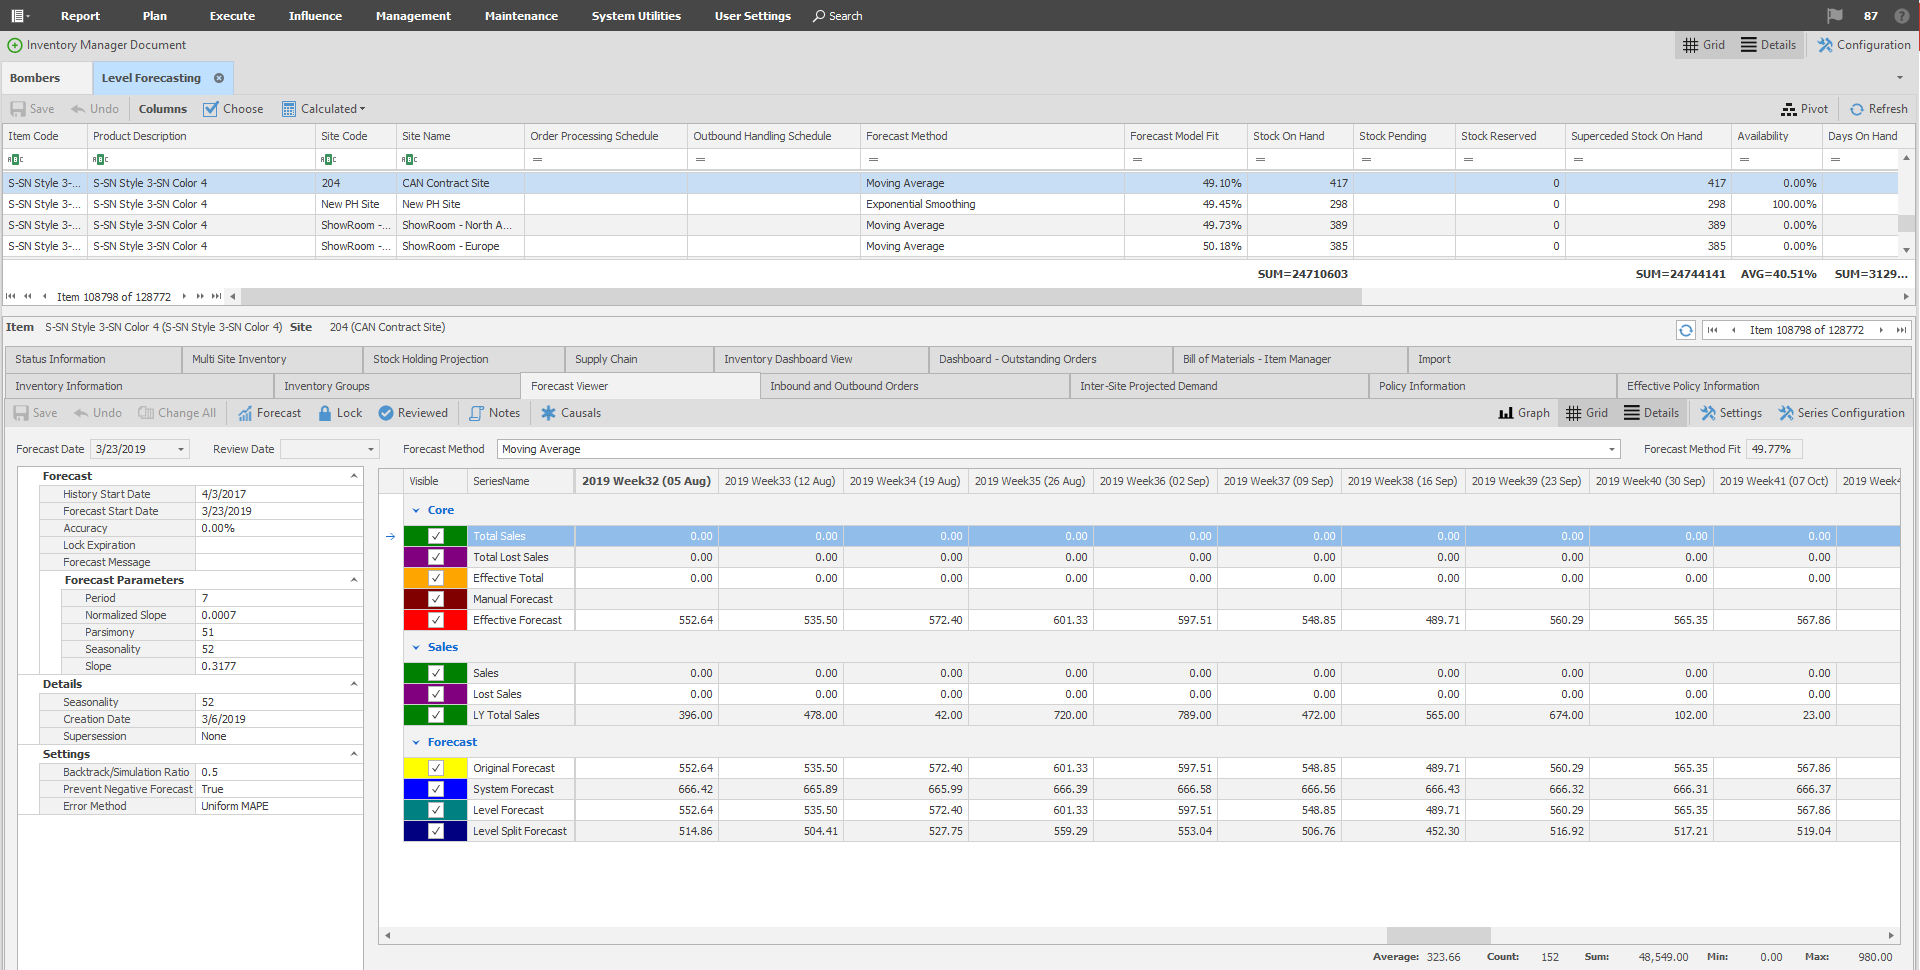 Report Plan Execute Influence Management Maintenance System Utilities User Settings Search 87
Inventory Manager Document Grid Details Configuration
Bombers Level Forecasting
Save Undo Columns Choose Calculated Pivot Refresh
Item Code Product Description Site Code Site Name Order Processing Schedule Outbound Handling Schedule Forecast Method Forecast Model Fit Stock On Hand Stock Pending Stock Reserved Superceded Stock On Hand Availability Days On Hand
ABC ABC ABC ABC = = = = = = = = = =
S-SN Style 3-... S-SN Style 3-SN Color 4 204 CAN Contract Site Moving Average 49.10% 417 0 417 0.00%
S-SN Style 3-... S-SN Style 3-SN Color 4 New PH Site New PH Site Exponential Smoothing 49.45% 298 0 298 100.00%
S-SN Style 3-... S-SN Style 3-SN Color 4 ShowRoom -... ShowRoom - North A... Moving Average 49.73% 389 0 389 0.00%
S-SN Style 3-... S-SN Style 3-SN Color 4 ShowRoom -... ShowRoom - Europe Moving Average 50.18% 385 0 385 0.00%
SUM=24710603 SUM=24744141 AVG=40.51% SUM=3129...
Item 108798 of 128772
Item S-SN Style 3-SN Color 4 (S-SN Style 3-SN Color 4) Site 204 (CAN Contract Site) Item 108798 of 128772
Status Information Multi Site Inventory Stock Holding Projection Supply Chain Inventory Dashboard View Dashboard - Outstanding Orders Bill of Materials - Item Manager Import
Inventory Information Inventory Groups Forecast Viewer Inbound and Outbound Orders Inter-Site Projected Demand Policy Information Effective Policy Information
Save Undo Change All Forecast Lock Reviewed Notes Causals Graph Grid Details Settings Series Configuration
Forecast Date 3/23/2019 Review Date Forecast Method Moving Average Forecast Method Fit 49.77%
Forecast
History Start Date 4/3/2017
Forecast Start Date 3/23/2019
Accuracy 0.00%
Lock Expiration
Forecast Message
Forecast Parameters
Period 7
Normalized Slope 0.0007
Parsimony 51
Seasonality 52
Slope 0.3177
Details
Seasonality 52
Creation Date 3/6/2019
Supersession None
Settings
Backtrack/Simulation Ratio 0.5
Prevent Negative Forecast True
Error Method Uniform MAPE
Visible SeriesName 2019 Week32 (05 Aug) 2019 Week33 (12 Aug) 2019 Week34 (19 Aug) 2019 Week35 (26 Aug) 2019 Week36 (02 Sep) 2019 Week37 (09 Sep) 2019 Week38 (16 Sep) 2019 Week39 (23 Sep) 2019 Week40 (30 Sep) 2019 Week41 (07 Oct) 2019 Week4
Core
Total Sales 0.00 0.00 0.00 0.00 0.00 0.00 0.00 0.00 0.00 0.00
Total Lost Sales 0.00 0.00 0.00 0.00 0.00 0.00 0.00 0.00 0.00 0.00
Effective Total 0.00 0.00 0.00 0.00 0.00 0.00 0.00 0.00 0.00 0.00
Manual Forecast
Effective Forecast 552.64 535.50 572.40 601.33 597.51 548.85 489.71 560.29 565.35 567.86
Sales
Sales 0.00 0.00 0.00 0.00 0.00 0.00 0.00 0.00 0.00 0.00
Lost Sales 0.00 0.00 0.00 0.00 0.00 0.00 0.00 0.00 0.00 0.00
LY Total Sales 396.00 478.00 42.00 720.00 789.00 472.00 565.00 674.00 102.00 23.00
Forecast
Original Forecast 552.64 535.50 572.40 601.33 597.51 548.85 489.71 560.29 565.35 567.86
System Forecast 666.42 665.89 665.99 666.39 666.58 666.56 666.43 666.32 666.31 666.37
Level Forecast 552.64 535.50 572.40 601.33 597.51 548.85 489.71 560.29 565.35 567.86
Level Split Forecast 514.86 504.41 527.75 559.29 553.04 506.76 452.30 516.92 517.21 519.04
Average: 323.66 Count: 152 Sum: 48,549.00 Min: 0.00 Max: 980.00